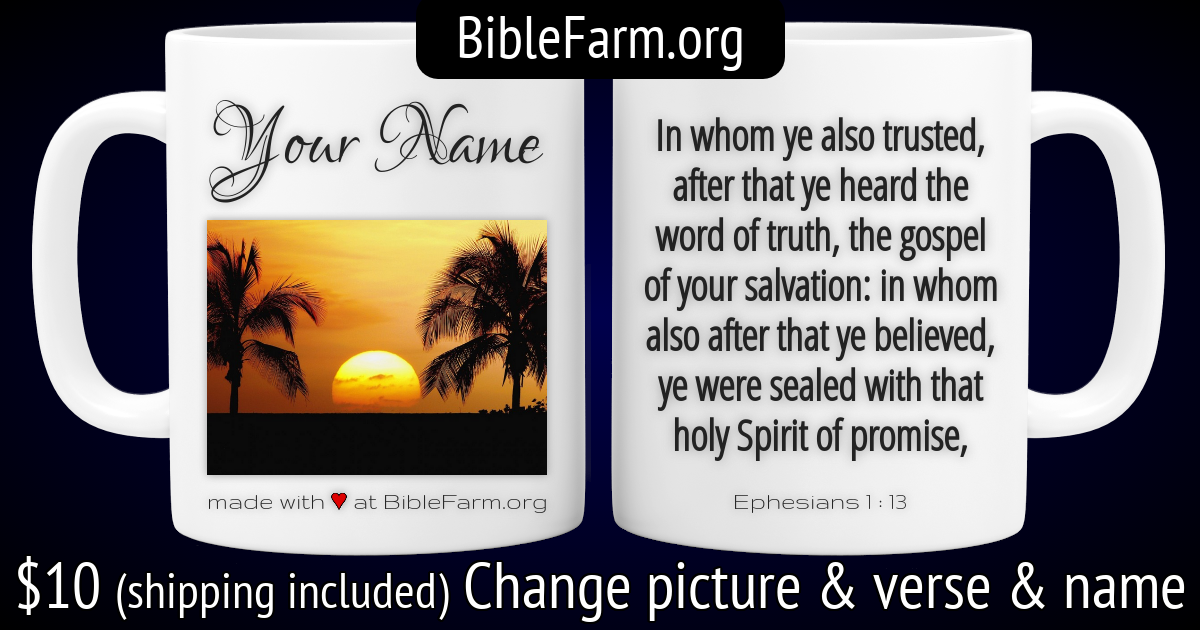 BibleFarm.org
Your Name
made with ♥ at BibleFarm.org
In whom ye also trusted,
after that ye heard the
word of truth, the gospel
of your salvation: in whom
also after that ye believed,
ye were sealed with that
holy Spirit of promise,
Ephesians 1 : 13
$10 (shipping included) Change picture & verse & name